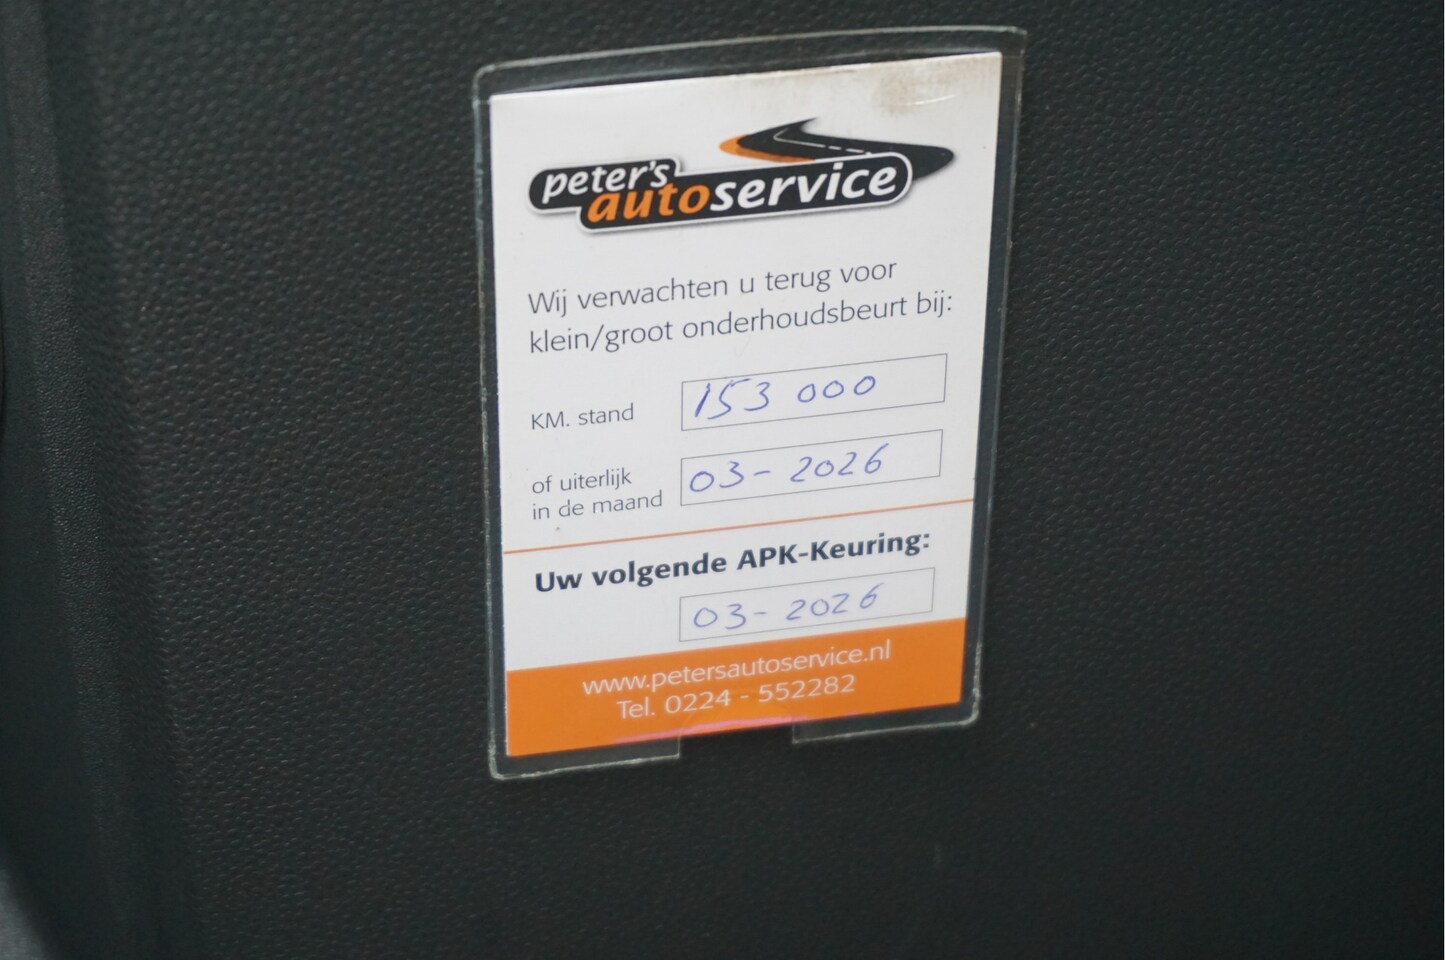 peter's
autoservice
Wij verwachten u terug voor
klein/groot onderhoudsbeurt bij:
KM. stand 153 000
of uiterlijk
in de maand 03-2026
Uw volgende APK-Keuring:
03-2026
www.petersautoservice.nl
Tel. 0224 - 552282